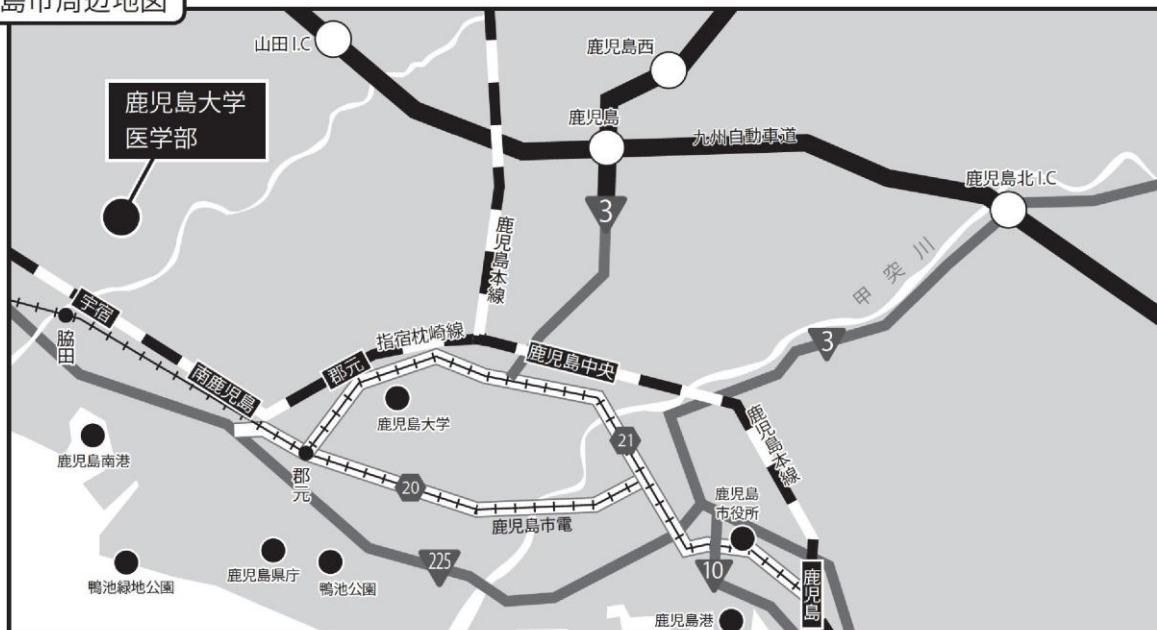 島市周辺地図
山田 I.C
鹿児島西
鹿児島大学
医学部
鹿児島
九州自動車道
鹿児島北 I.C
3
鹿児島本線
甲突川
3
宇宿
脇田
指宿枕崎線
鹿児島中央
郡元
南鹿児島
鹿児島大学
鹿児島本線
21
鹿児島南港
郡元
20
鹿児島
市役所
鹿児島市電
225
10
鹿児島県庁
鴨池公園
鴨池緑地公園
鹿児島
鹿児島港